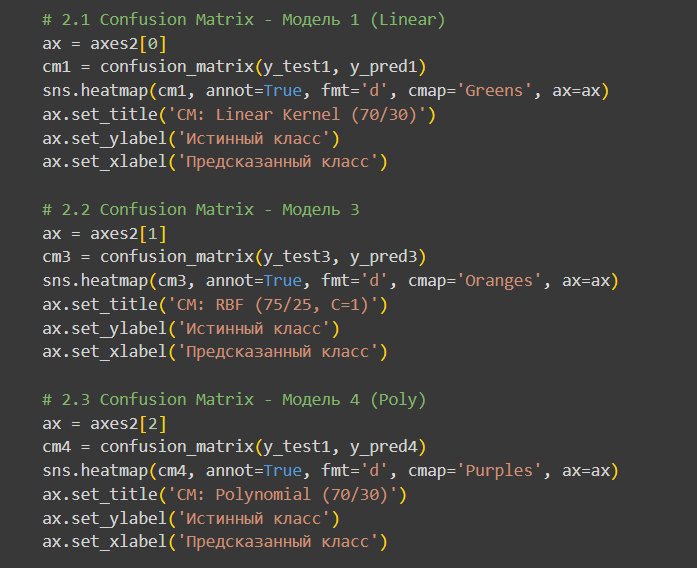 # 2.1 Confusion Matrix - Модель 1 (Linear)
ax = axes2[0]
cm1 = confusion_matrix(y_test1, y_pred1)
sns.heatmap(cm1, annot=True, fmt='d', cmap='Greens', ax=ax)
ax.set_title('CM: Linear Kernel (70/30)')
ax.set_ylabel('Истинный класс')
ax.set_xlabel('Предсказанный класс')

# 2.2 Confusion Matrix - Модель 3
ax = axes2[1]
cm3 = confusion_matrix(y_test3, y_pred3)
sns.heatmap(cm3, annot=True, fmt='d', cmap='Oranges', ax=ax)
ax.set_title('CM: RBF (75/25, C=1)')
ax.set_ylabel('Истинный класс')
ax.set_xlabel('Предсказанный класс')

# 2.3 Confusion Matrix - Модель 4 (Poly)
ax = axes2[2]
cm4 = confusion_matrix(y_test1, y_pred4)
sns.heatmap(cm4, annot=True, fmt='d', cmap='Purples', ax=ax)
ax.set_title('CM: Polynomial (70/30)')
ax.set_ylabel('Истинный класс')
ax.set_xlabel('Предсказанный класс')